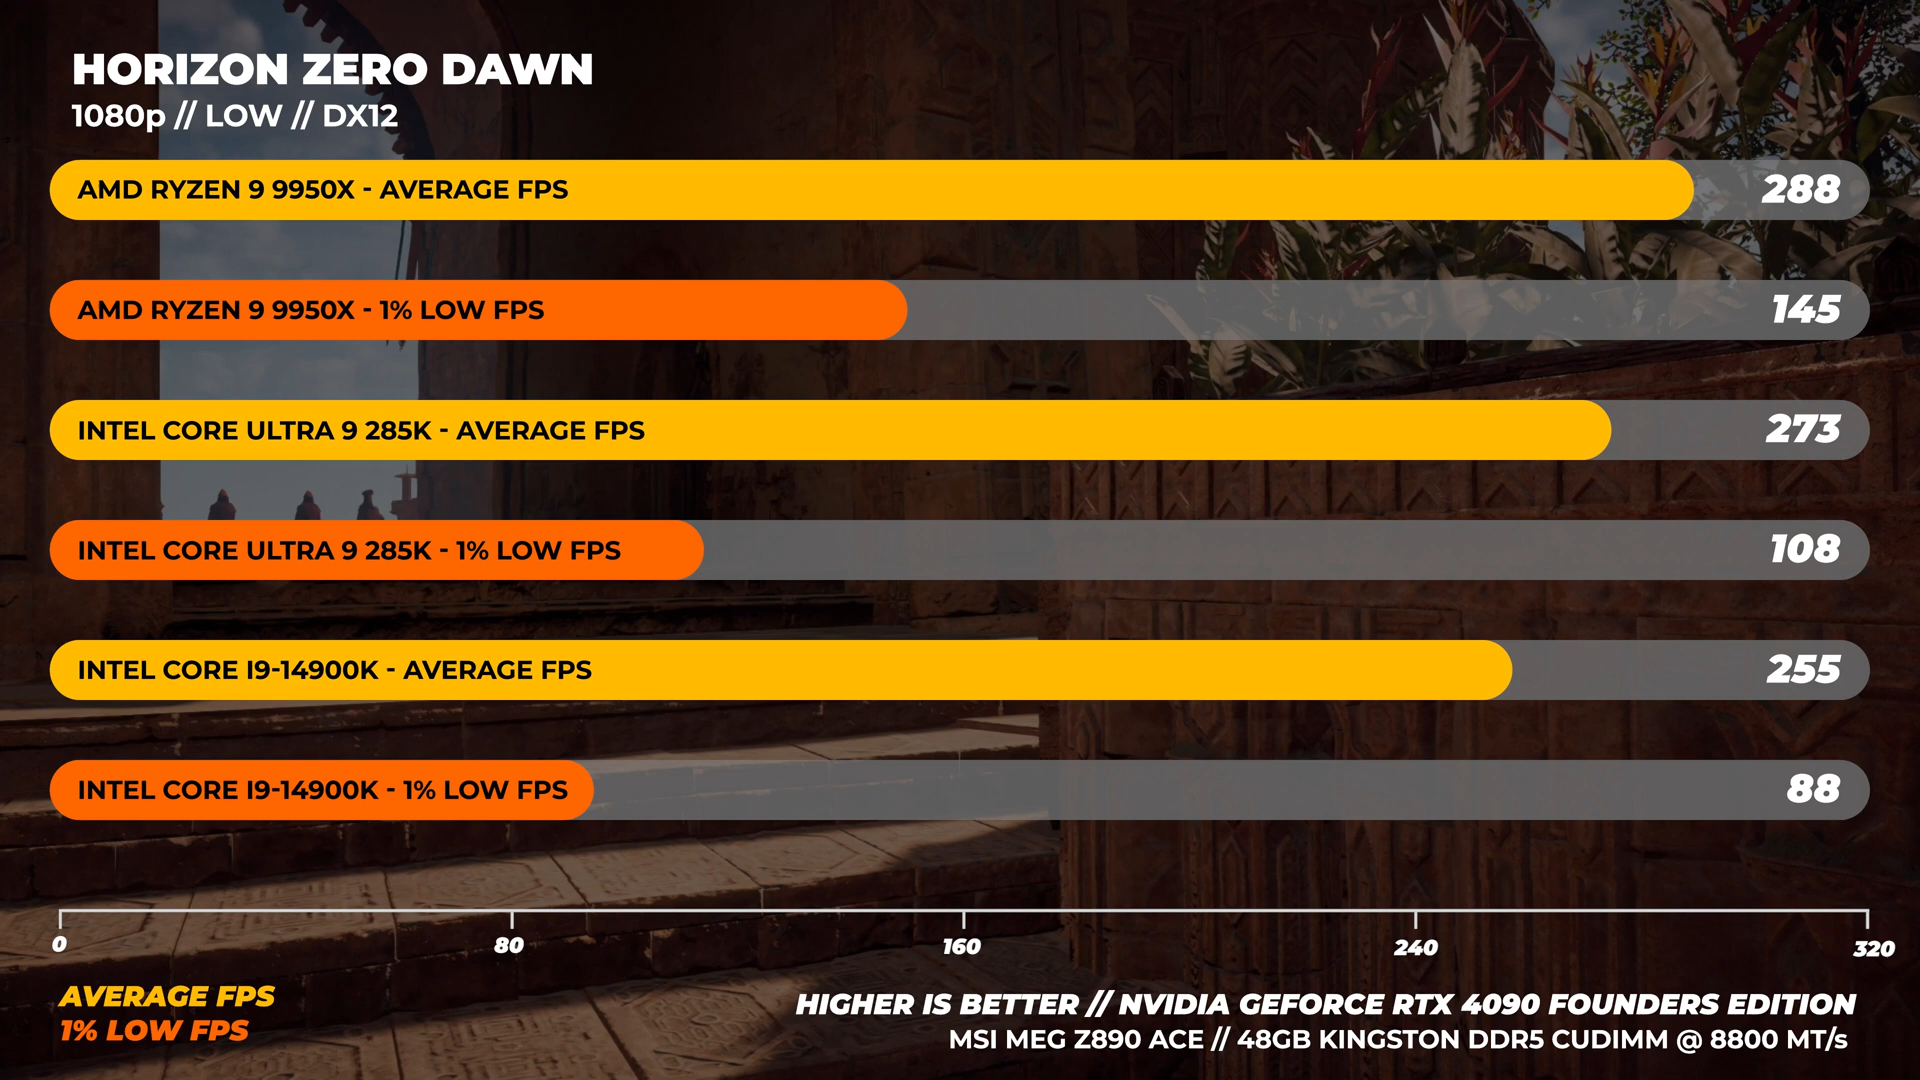 HORIZON ZERO DAWN
1080p // LOW // DX12
AMD RYZEN 9 9950X - AVERAGE FPS 288
AMD RYZEN 9 9950X - 1% LOW FPS 145
INTEL CORE ULTRA 9 285K - AVERAGE FPS 273
INTEL CORE ULTRA 9 285K - 1% LOW FPS 108
INTEL CORE I9-14900K - AVERAGE FPS 255
INTEL CORE I9-14900K - 1% LOW FPS 88
0 80 160 240 320
AVERAGE FPS
1% LOW FPS
HIGHER IS BETTER // NVIDIA GEFORCE RTX 4090 FOUNDERS EDITION
MSI MEG Z890 ACE // 48GB KINGSTON DDR5 CUDIMM @ 8800 MT/s